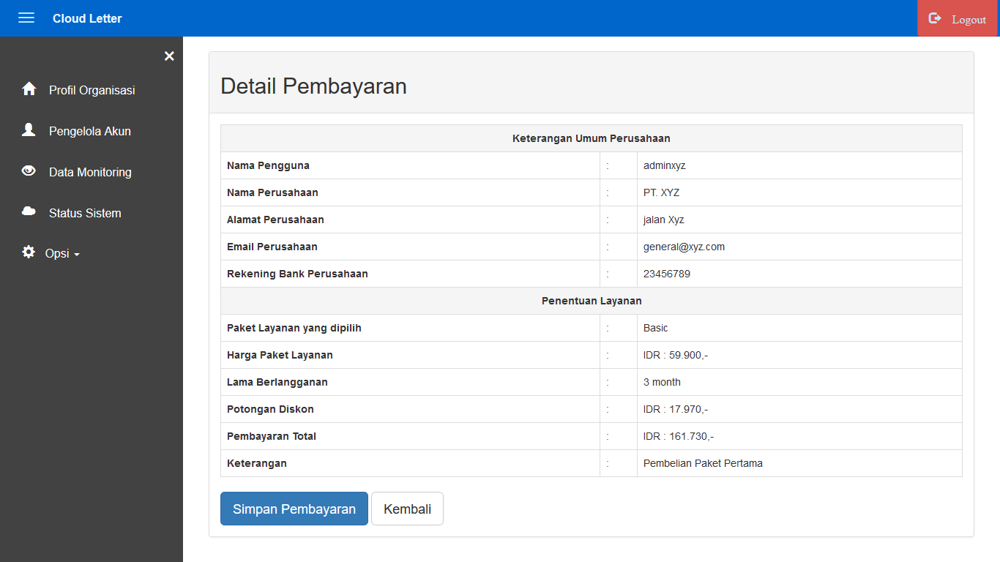 Cloud Letter
Logout
×
Profil Organisasi
Pengelola Akun
Data Monitoring
Status Sistem
Opsi
Detail Pembayaran
Keterangan Umum Perusahaan
Nama Pengguna : adminxyz
Nama Perusahaan : PT. XYZ
Alamat Perusahaan : jalan Xyz
Email Perusahaan : general@xyz.com
Rekening Bank Perusahaan : 23456789
Penentuan Layanan
Paket Layanan yang dipilih : Basic
Harga Paket Layanan : IDR : 59.900,-
Lama Berlangganan : 3 month
Potongan Diskon : IDR : 17.970,-
Pembayaran Total : IDR : 161.730,-
Keterangan : Pembelian Paket Pertama
Simpan Pembayaran Kembali